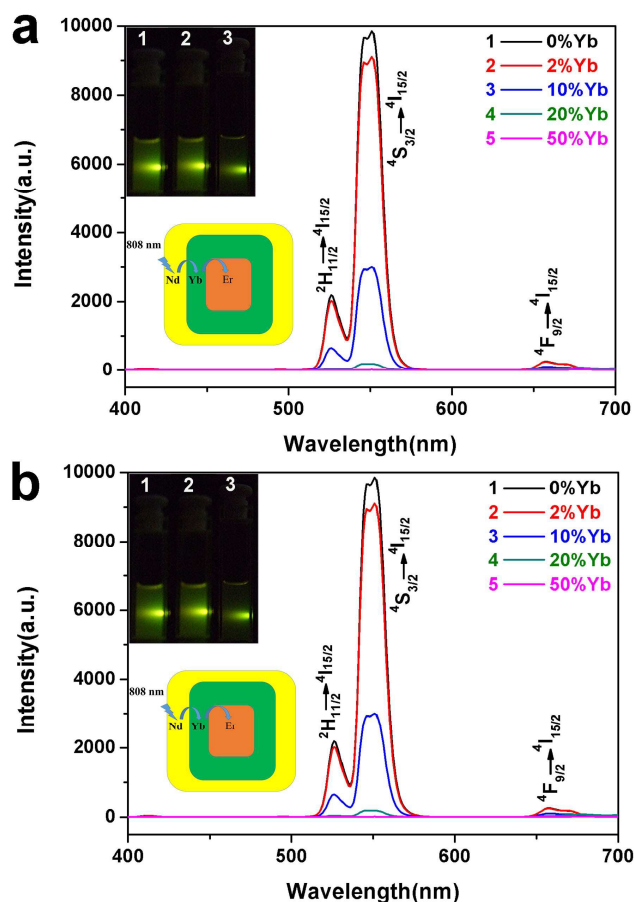 a
1 2 3
1 — 0%Yb
2 — 2%Yb
3 — 10%Yb
4 — 20%Yb
5 — 50%Yb
⁴S₃/₂ → ⁴I₁₅/₂
²H₁₁/₂ → ⁴I₁₅/₂
⁴F₉/₂ → ⁴I₁₅/₂
808 nm
Nd Yb Er
Intensity(a.u.)
10000
8000
6000
4000
2000
0
400 500 600 700
Wavelength(nm)
b
1 2 3
1 — 0%Yb
2 — 2%Yb
3 — 10%Yb
4 — 20%Yb
5 — 50%Yb
⁴S₃/₂ → ⁴I₁₅/₂
²H₁₁/₂ → ⁴I₁₅/₂
⁴F₉/₂ → ⁴I₁₅/₂
808 nm
Nd Yb Er
Intensity(a.u.)
10000
8000
6000
4000
2000
0
400 500 600 700
Wavelength(nm)